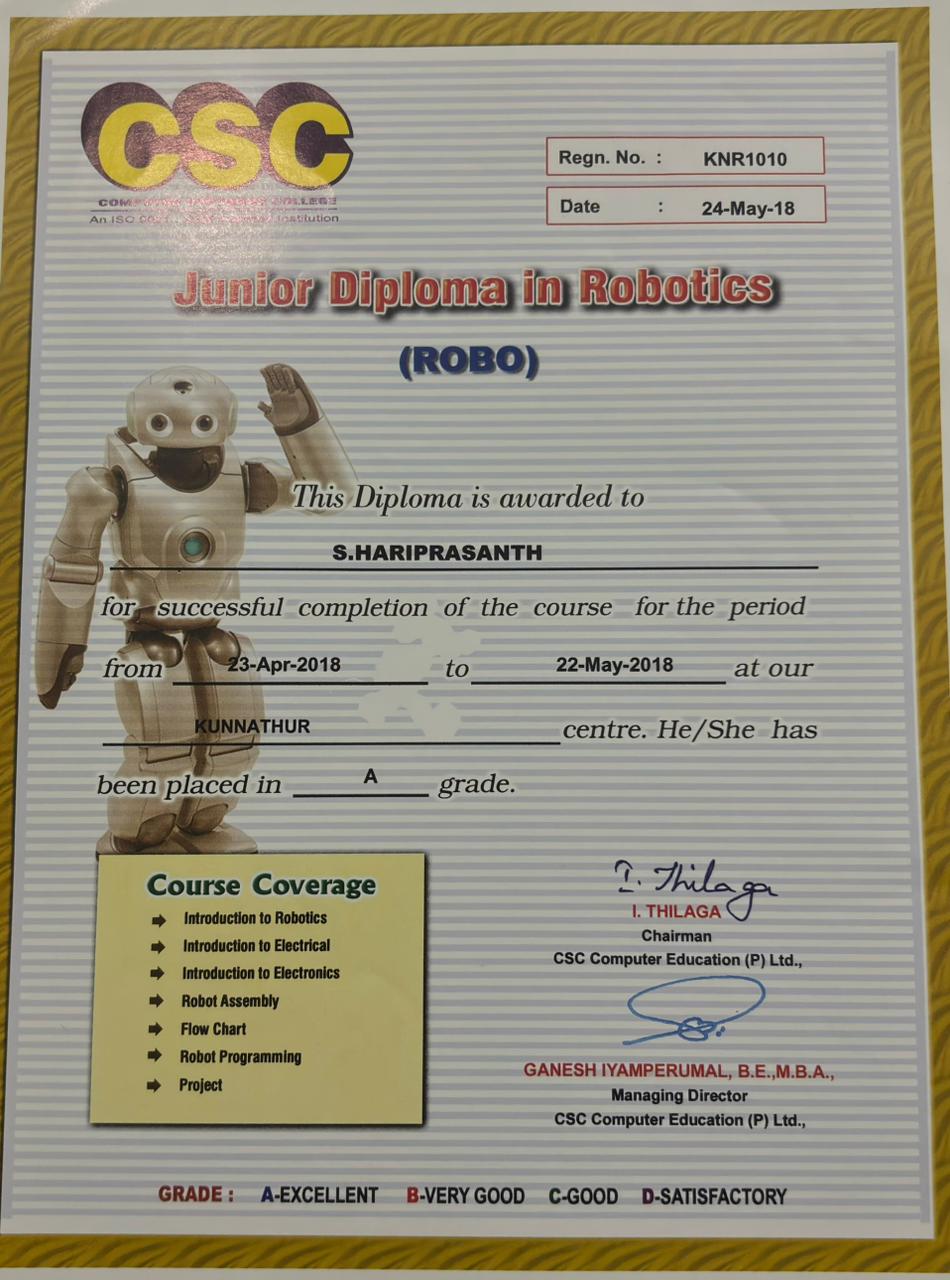 CSC
An ISO
Institution
Regn. No. : KNR1010
Date : 24-May-18
Junior Diploma in Robotics
(ROBO)
This Diploma is awarded to
S.HARIPRASANTH
for successful completion of the course for the period
from 23-Apr-2018 to 22-May-2018 at our
KUNNATHUR centre. He/She has
been placed in A grade.
Course Coverage
Introduction to Robotics
Introduction to Electrical
Introduction to Electronics
Robot Assembly
Flow Chart
Robot Programming
Project
I. Thilaga
I. THILAGA
Chairman
CSC Computer Education (P) Ltd.,
GANESH IYAMPERUMAL, B.E.,M.B.A.,
Managing Director
CSC Computer Education (P) Ltd.,
GRADE : A-EXCELLENT B-VERY GOOD C-GOOD D-SATISFACTORY